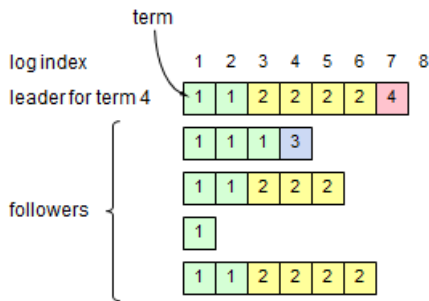 term
log index 1 2 3 4 5 6 7 8
leader for term 4 1 1 2 2 2 2 4
1 1 1 3
1 1 2 2 2
followers
1
1 1 2 2 2 2